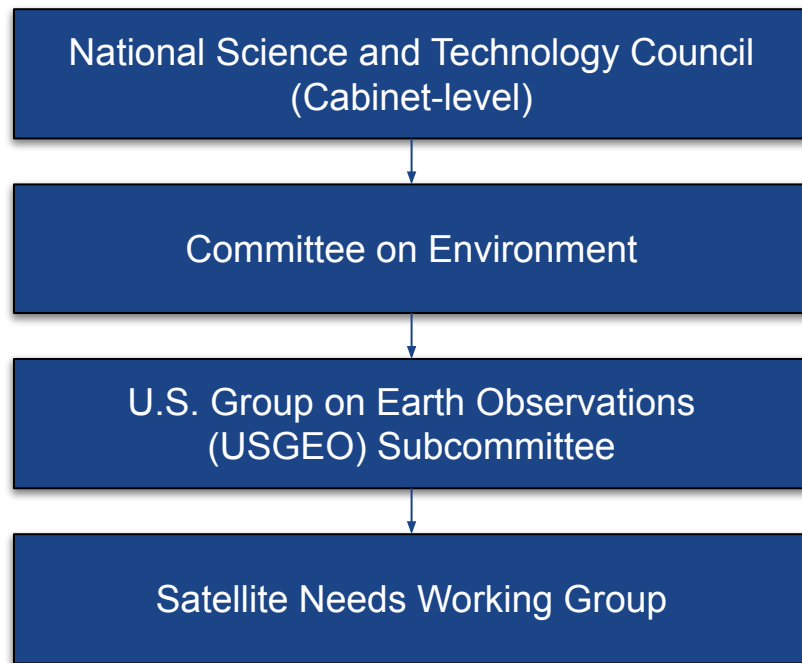 National Science and Technology Council
(Cabinet-level)
Committee on Environment
U.S. Group on Earth Observations
(USGEO) Subcommittee
Satellite Needs Working Group